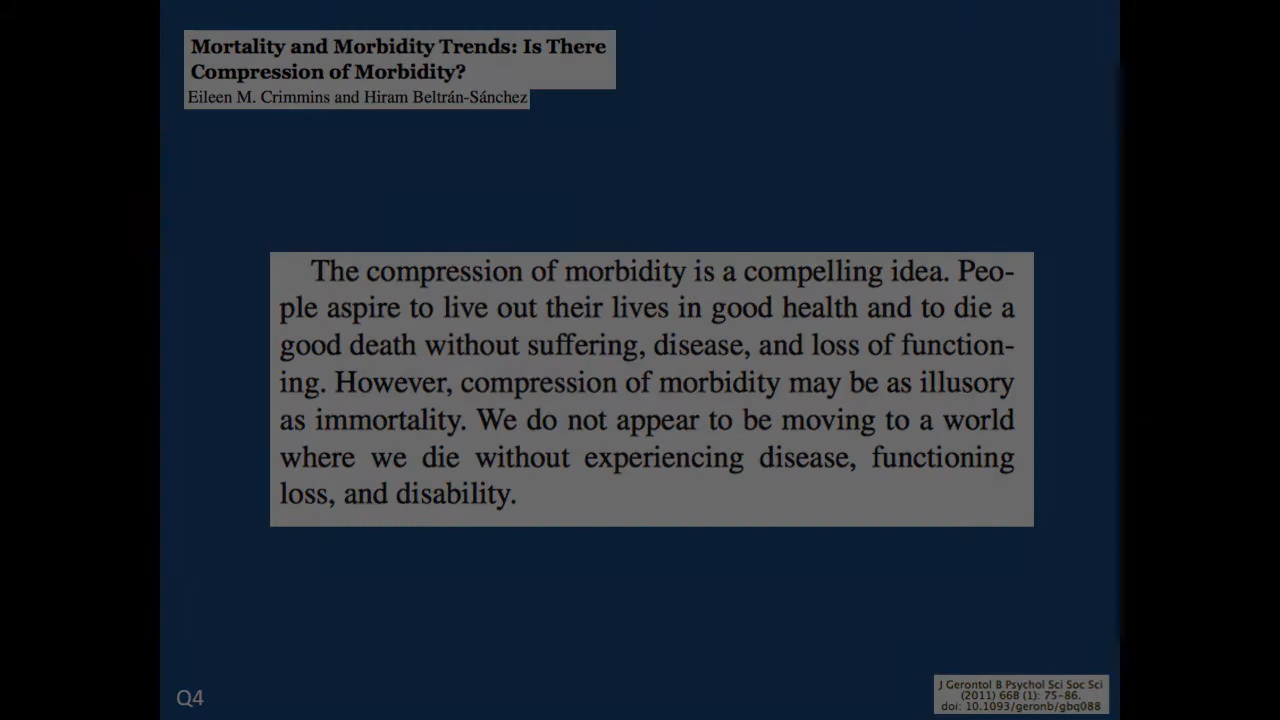 Mortality and Morbidity Trends: Is There
Compression of Morbidity?
Eileen M. Crimmins and Hiram Beltrán-Sánchez
The compression of morbidity is a compelling idea. Peo-
ple aspire to live out their lives in good health and to die a
good death without suffering, disease, and loss of function-
ing. However, compression of morbidity may be as illusory
as immortality. We do not appear to be moving to a world
where we die without experiencing disease, functioning
loss, and disability.
Q4
J Gerontol B Psychol Sci Soc Sci
(2011) 66B (1): 75-86.
doi: 10.1093/geronb/gbq088